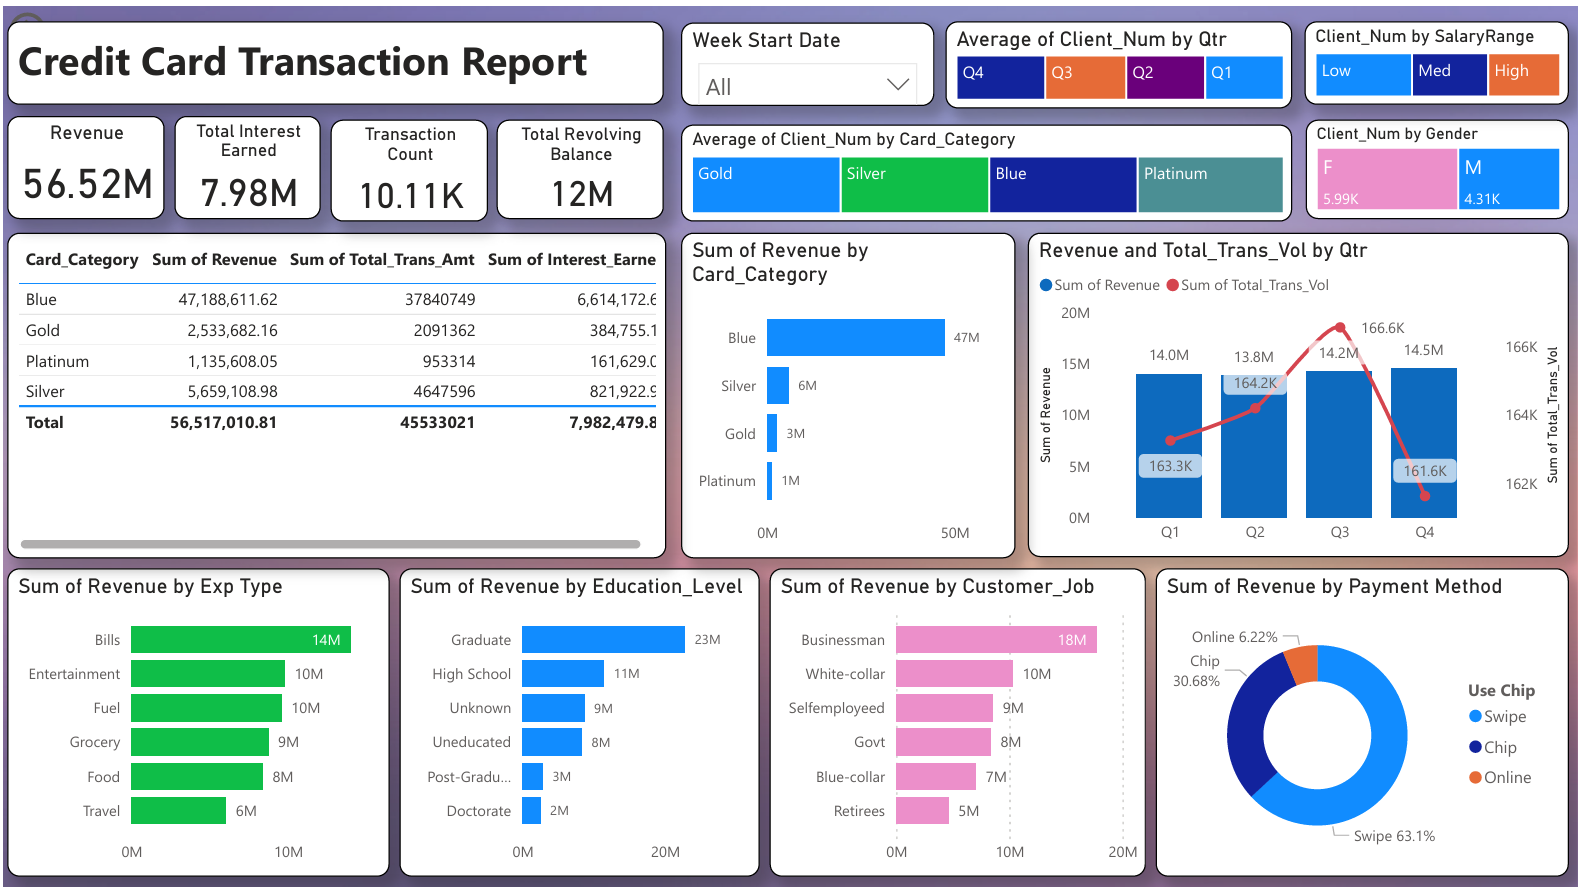 Credit Card Transaction Report
Week Start Date
All
Average of Client_Num by Qtr
Q4
Q3
Q2
Q1
Client_Num by SalaryRange
Low
Med
High
Revenue
56.52M
Total Interest
Earned
7.98M
Transaction
Count
10.11K
Total Revolving
Balance
12M
Average of Client_Num by Card_Category
Gold
Silver
Blue
Platinum
Client_Num by Gender
F
5.99K
M
4.31K
Card_Category Sum of Revenue Sum of Total_Trans_Amt Sum of Interest_Earne
Blue 47,188,611.62 37840749 6,614,172.6
Gold 2,533,682.16 2091362 384,755.1
Platinum 1,135,608.05 953314 161,629.0
Silver 5,659,108.98 4647596 821,922.9
Total 56,517,010.81 45533021 7,982,479.8
Sum of Revenue by
Card_Category
Blue 47M
Silver 6M
Gold 3M
Platinum 1M
0M 50M
Revenue and Total_Trans_Vol by Qtr
Sum of Revenue Sum of Total_Trans_Vol
Sum of Revenue
20M
15M
10M
5M
0M
14.0M
13.8M
14.2M
14.5M
163.3K
164.2K
166.6K
161.6K
Q1 Q2 Q3 Q4
166K
164K
162K
Sum of Total_Trans_Vol
Sum of Revenue by Exp Type
Bills 14M
Entertainment 10M
Fuel 10M
Grocery 9M
Food 8M
Travel 6M
0M 10M
Sum of Revenue by Education_Level
Graduate 23M
High School 11M
Unknown 9M
Uneducated 8M
Post-Gradu... 3M
Doctorate 2M
0M 20M
Sum of Revenue by Customer_Job
Businessman 18M
White-collar 10M
Selfemployeed 9M
Govt 8M
Blue-collar 7M
Retirees 5M
0M 10M 20M
Sum of Revenue by Payment Method
Online 6.22%
Chip
30.68%
Swipe 63.1%
Use Chip
Swipe
Chip
Online